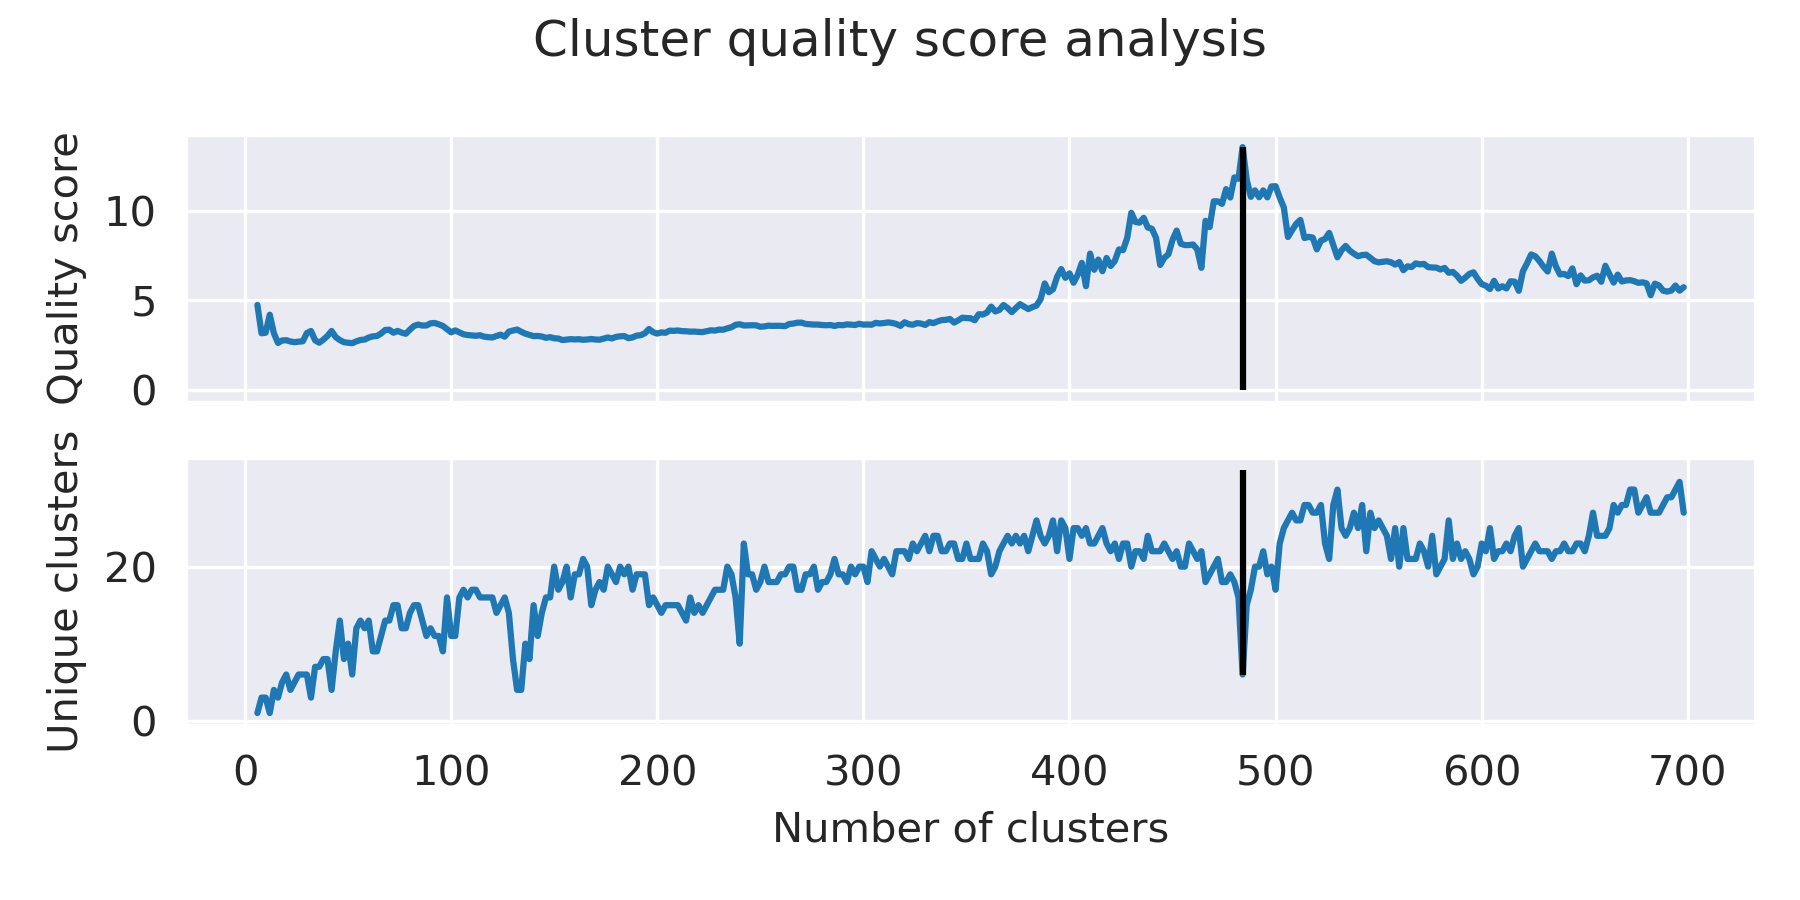 Cluster quality score analysis
Quality score
10
5
0
Unique clusters
20
0
0 100 200 300 400 500 600 700
Number of clusters